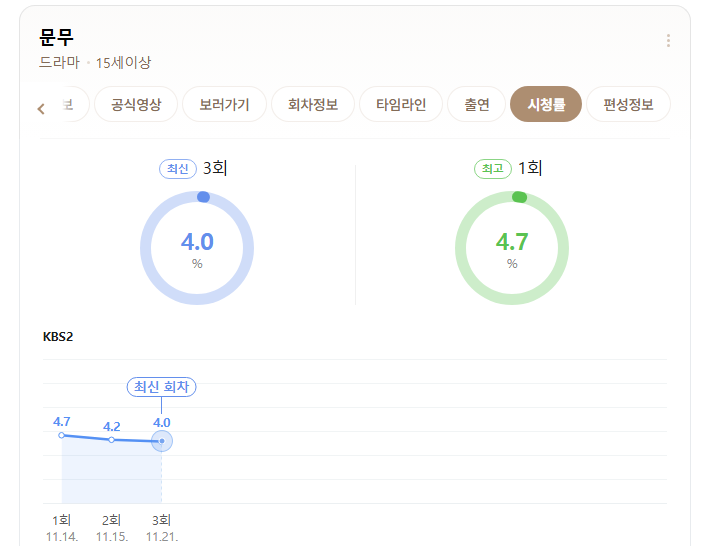 문무
드라마 · 15세이상
보 공식영상 보러가기 회차정보 타임라인 출연 시청률 편성정보
최신 3회
4.0
%
최고 1회
4.7
%
KBS2
최신 회차
4.7 4.2 4.0
1회 2회 3회
11.14. 11.15. 11.21.